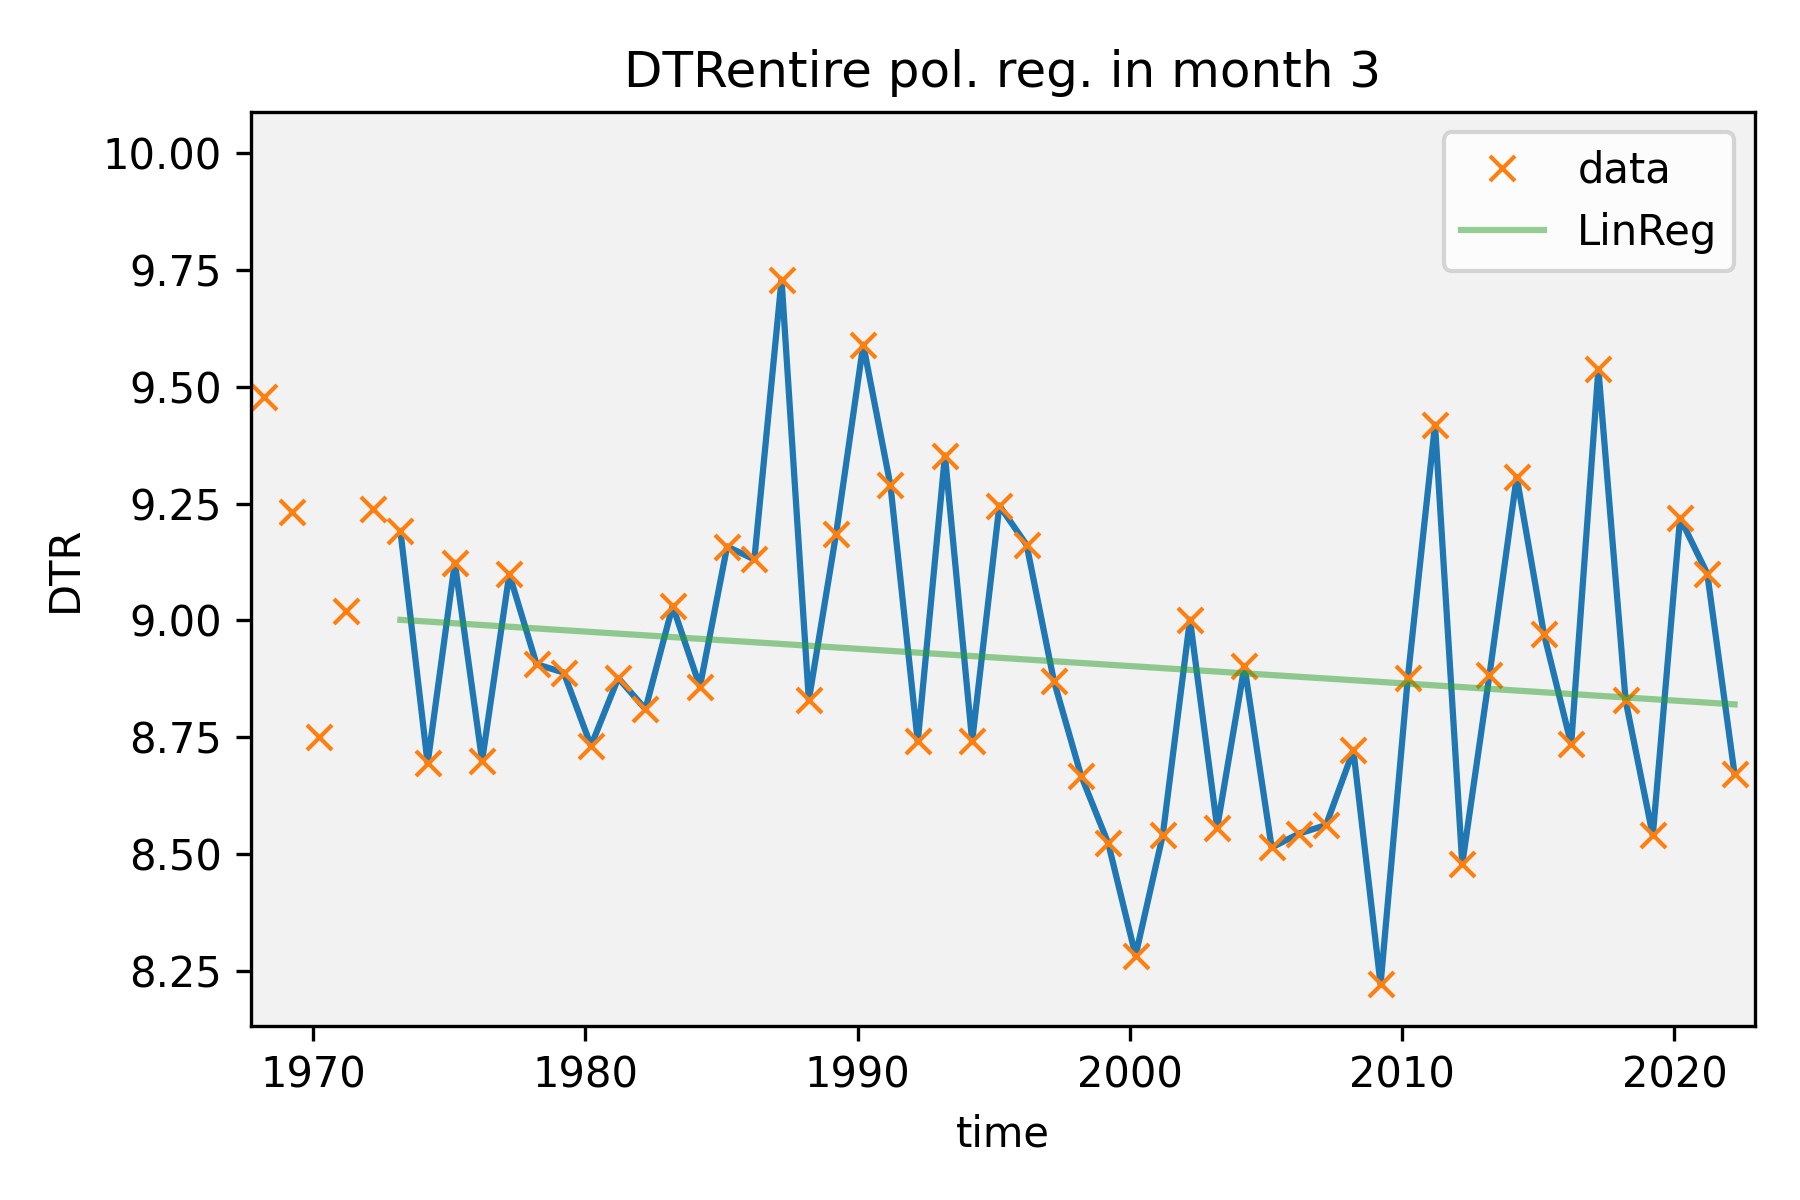 DTRentire pol. reg. in month 3
10.00
9.75
9.50
9.25
9.00
8.75
8.50
8.25
DTR
data
LinReg
1970 1980 1990 2000 2010 2020
time